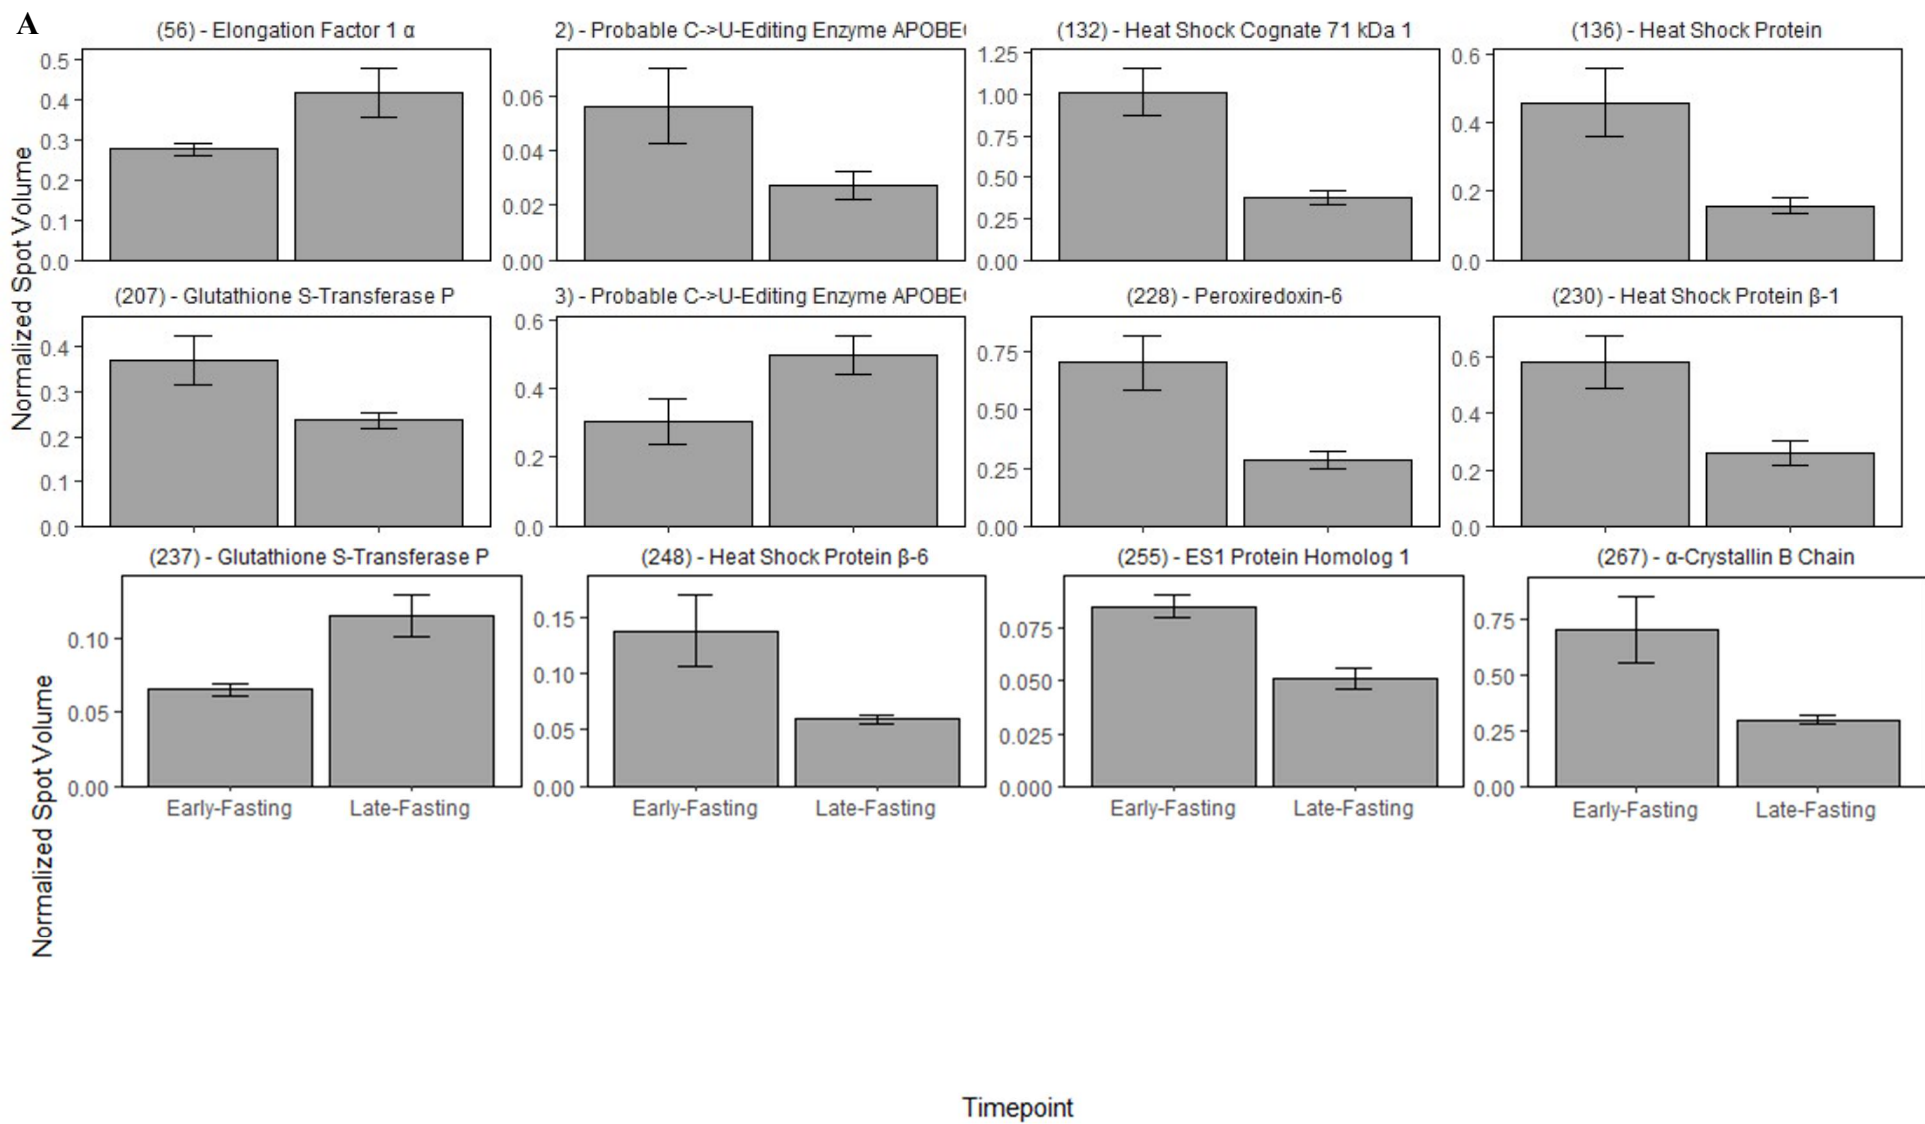 A
(56) - Elongation Factor 1 α
2) - Probable C->U-Editing Enzyme APOBE
(132) - Heat Shock Cognate 71 kDa 1
(136) - Heat Shock Protein
0.5
0.4
0.3
0.2
0.1
0.0
0.06
0.04
0.02
0.00
1.25
1.00
0.75
0.50
0.25
0.00
0.6
0.4
0.2
0.0
Normalized Spot Volume
(207) - Glutathione S-Transferase P
3) - Probable C->U-Editing Enzyme APOBE
(228) - Peroxiredoxin-6
(230) - Heat Shock Protein β-1
0.4
0.3
0.2
0.1
0.0
0.6
0.4
0.2
0.0
0.75
0.50
0.25
0.00
0.6
0.4
0.2
0.0
(237) - Glutathione S-Transferase P
(248) - Heat Shock Protein β-6
(255) - ES1 Protein Homolog 1
(267) - α-Crystallin B Chain
0.10
0.05
0.00
0.15
0.10
0.05
0.00
0.075
0.050
0.025
0.000
0.75
0.50
0.25
0.00
Early-Fasting Late-Fasting
Early-Fasting Late-Fasting
Early-Fasting Late-Fasting
Early-Fasting Late-Fasting
Normalized Spot Volume
Timepoint